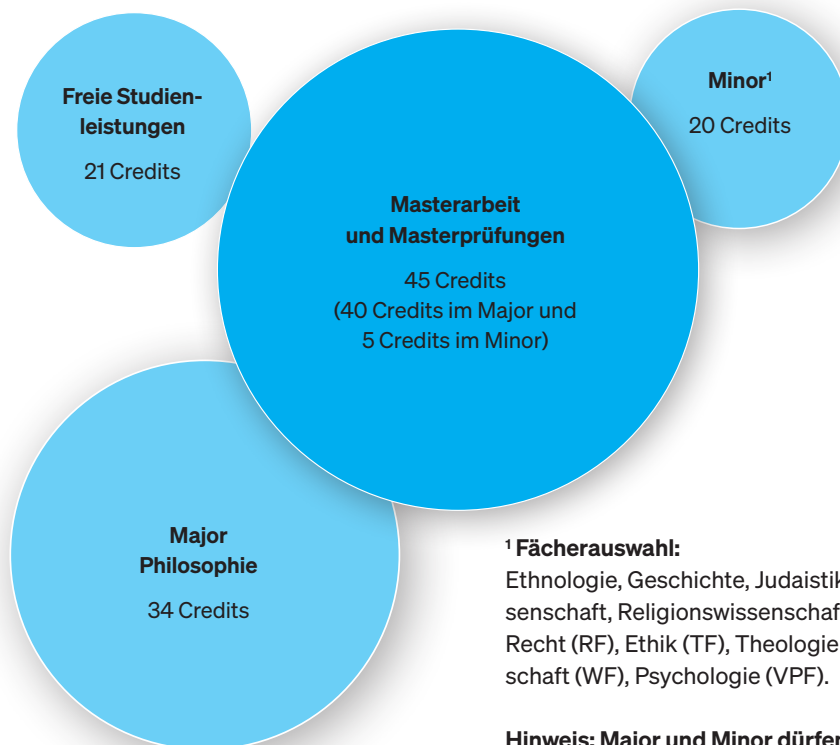 Freie Studien-
leistungen
21 Credits
Minor¹
20 Credits
Masterarbeit
und Masterprüfungen
45 Credits
(40 Credits im Major und
5 Credits im Minor)
Major
Philosophie
34 Credits
¹ Fächerauswahl:
Ethnologie, Geschichte, Judaistik
senschaft, Religionswissenschaf
Recht (RF), Ethik (TF), Theologie
schaft (WF), Psychologie (VPF).
Hinweis: Major und Minor dürfen